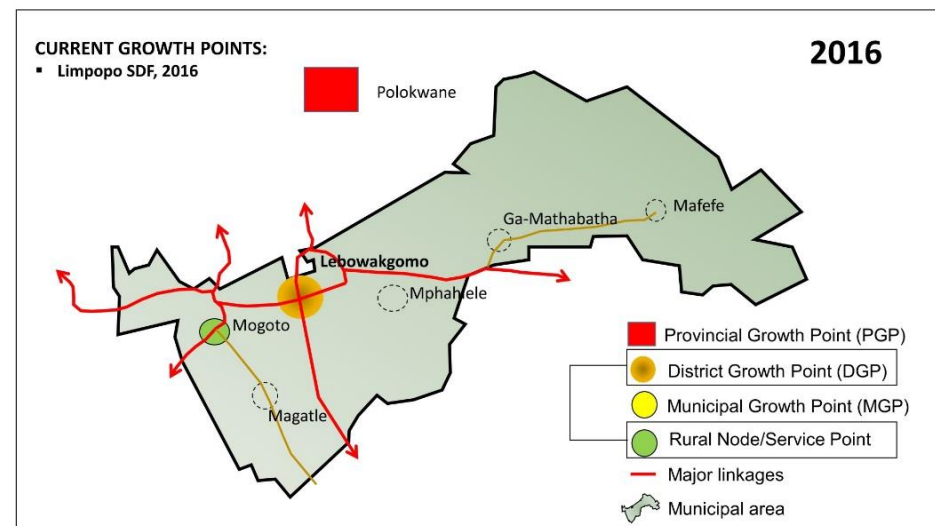 CURRENT GROWTH POINTS:
▪ Limpopo SDF, 2016
2016
Polokwane
Mafefe
Ga-Mathabatha
Lebowakgomo
Mphahlele
Mogoto
Magatle
Provincial Growth Point (PGP)
District Growth Point (DGP)
Municipal Growth Point (MGP)
Rural Node/Service Point
Major linkages
Municipal area